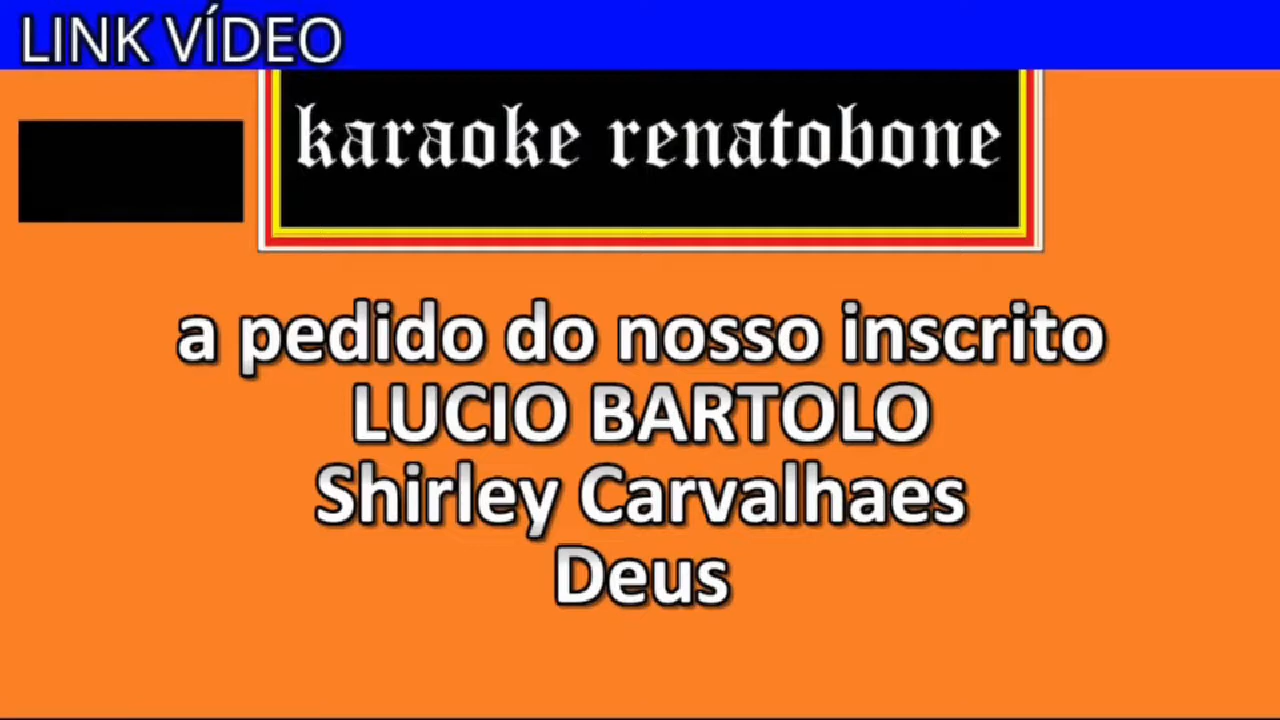 LINK VÍDEO
karaoke renatobone
a pedido do nosso inscrito
LUCIO BARTOLO
Shirley Carvalhaes
Deus